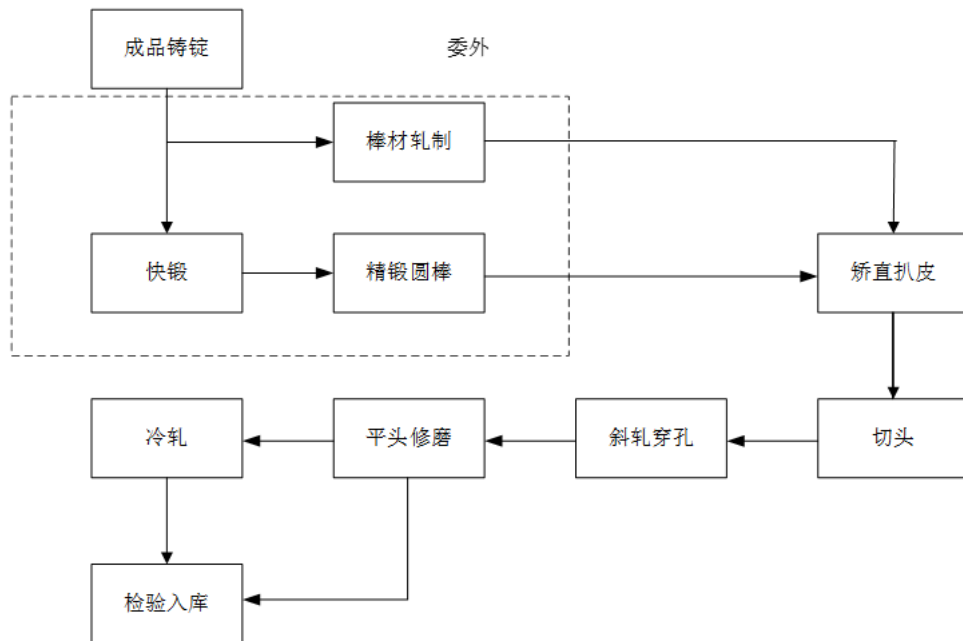 成品铸锭
委外
棒材轧制
快锻
精锻圆棒
矫直扒皮
冷轧
平头修磨
斜轧穿孔
切头
检验入库